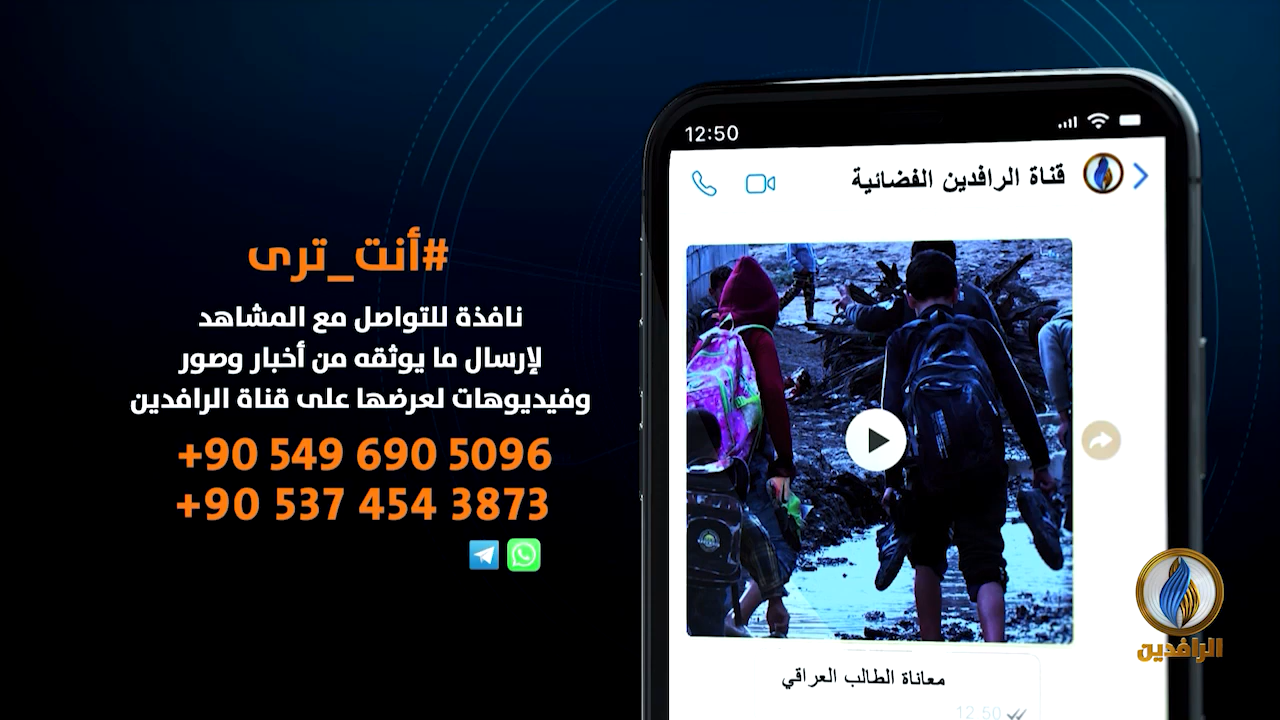 #أنت_ترى
نافذة للتواصل مع المشاهد
لإرسال ما يوثقه من أخبار وصور
وفيديوهات لعرضها على قناة الرافدين
+90 549 690 5096
+90 537 454 3873
12:50
قناة الرافدين الفضائية
معاناة الطالب العراقي
12:50
الرافدين